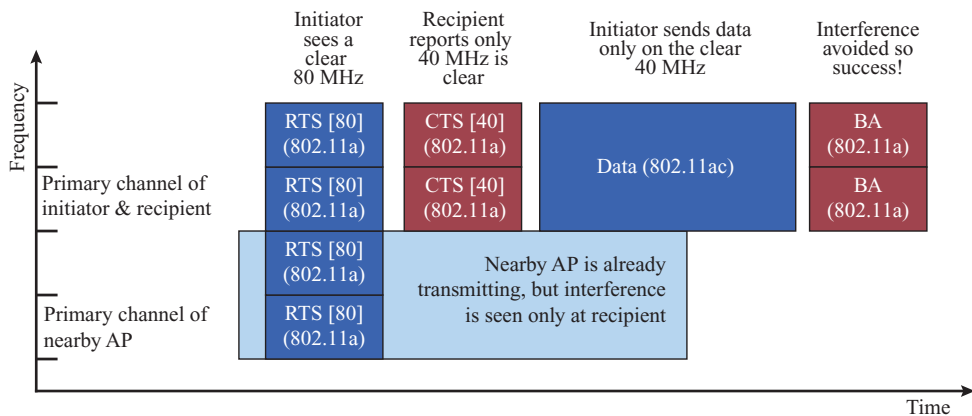 Initiator
sees a
clear
80 MHz
Recipient
reports only
40 MHz is
clear
Initiator sends data
only on the clear
40 MHz
Interference
avoided so
success!
Frequency
RTS [80]
(802.11a)
CTS [40]
(802.11a)
Data (802.11ac)
BA
(802.11a)
Primary channel of
initiator & recipient
RTS [80]
(802.11a)
CTS [40]
(802.11a)
BA
(802.11a)
RTS [80]
(802.11a)
Nearby AP is already
transmitting, but interference
is seen only at recipient
Primary channel of
nearby AP
RTS [80]
(802.11a)
Time